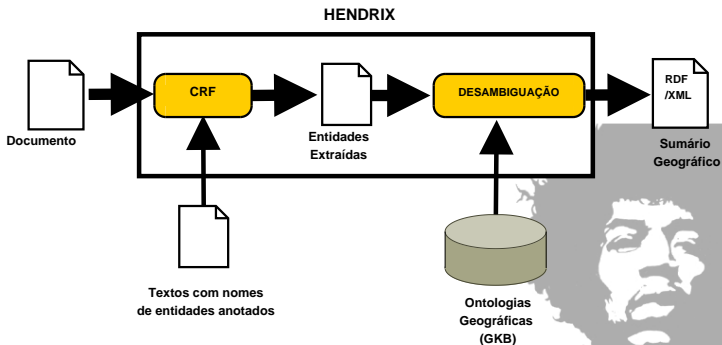 HENDRIX
CRF
DESAMBIGUAÇÃO
RDF
/XML
Documento
Entidades
Extraídas
Sumário
Geográfico
Textos com nomes
de entidades anotados
Ontologias
Geográficas
(GKB)